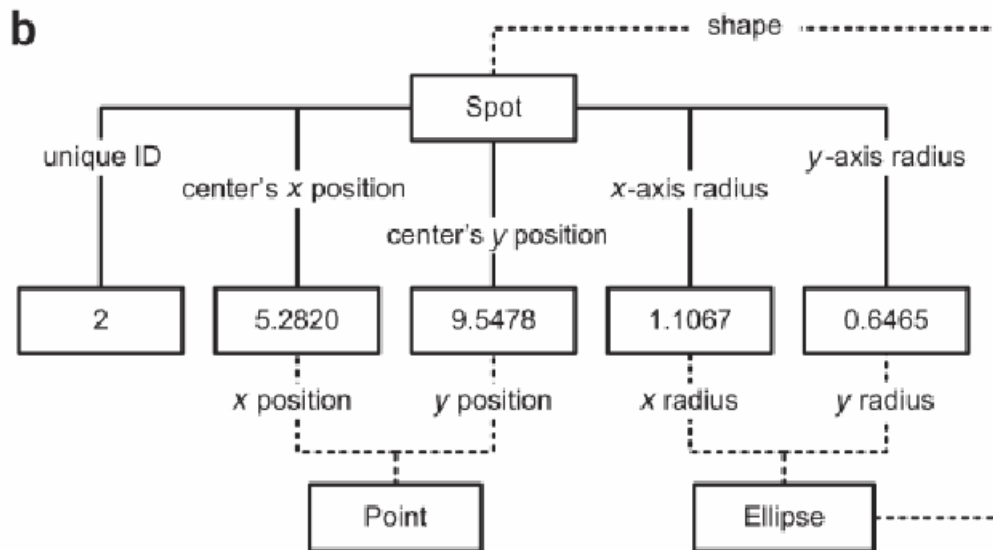 b
shape
Spot
unique ID
y-axis radius
center's x position
x-axis radius
center's y position
2
5.2820
9.5478
1.1067
0.6465
x position
y position
x radius
y radius
Point
Ellipse